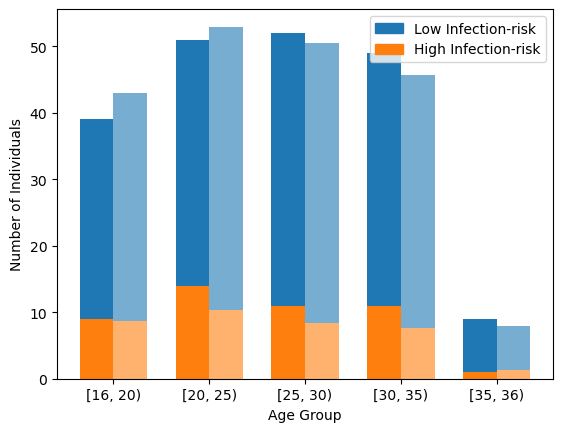 Low Infection-risk
High Infection-risk
50
40
30
20
10
0
Number of Individuals
[16, 20)
[20, 25)
[25, 30)
[30, 35)
[35, 36)
Age Group